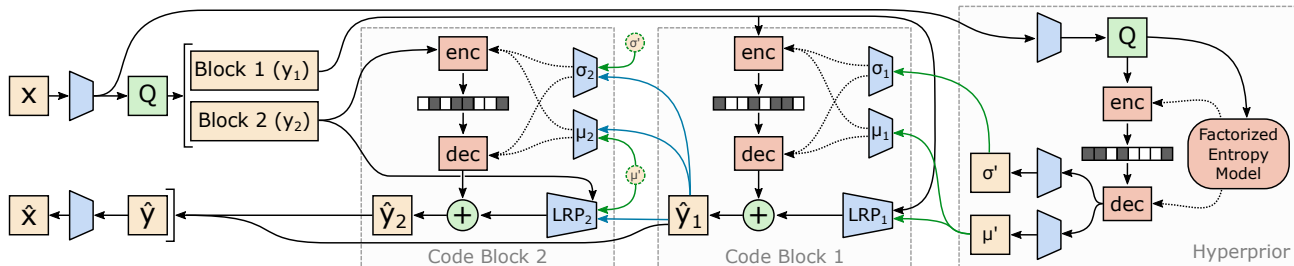 x
Q
Block 1 (y₁)
Block 2 (y₂)
enc
dec
σ₂
μ₂
σ'
μ'
LRP₂
+
ŷ₂
Code Block 2
enc
dec
σ₁
μ₁
LRP₁
+
ŷ₁
Code Block 1
Q
enc
dec
Factorized
Entropy
Model
σ'
μ'
Hyperprior
x̂
ŷ